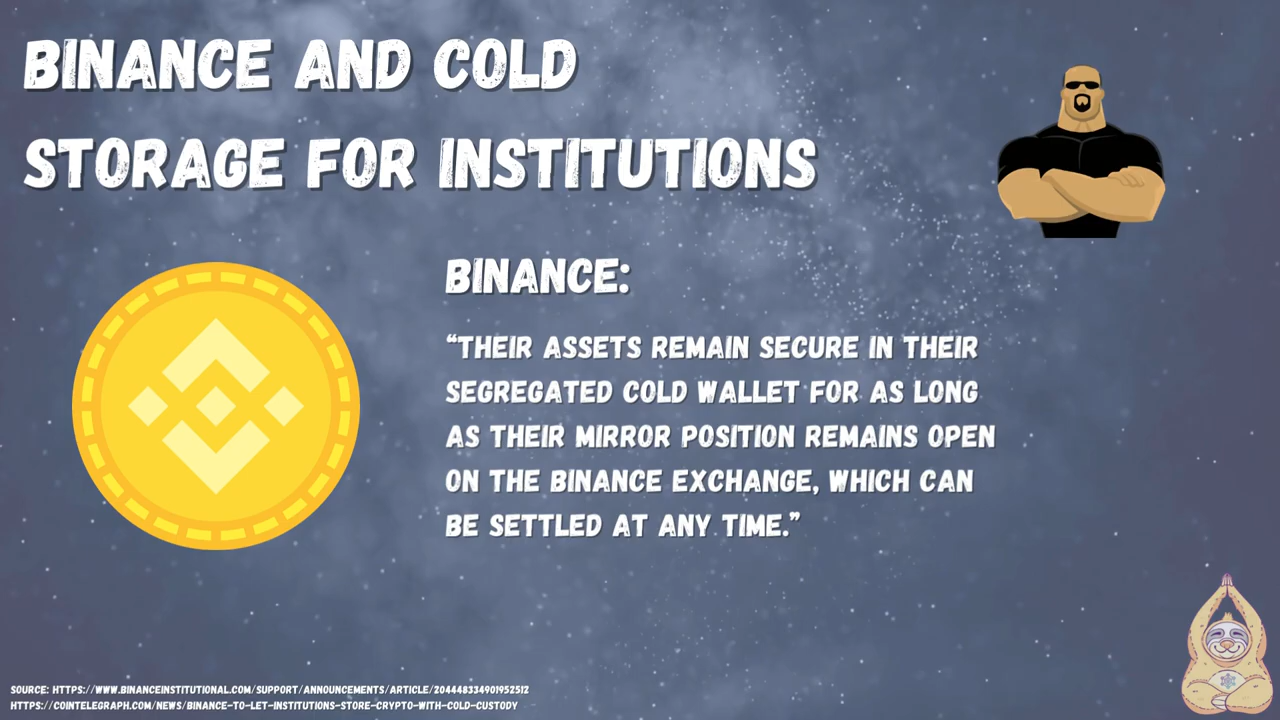 BINANCE AND COLD
STORAGE FOR INSTITUTIONS
BINANCE:
“THEIR ASSETS REMAIN SECURE IN THEIR
SEGREGATED COLD WALLET FOR AS LONG
AS THEIR MIRROR POSITION REMAINS OPEN
ON THE BINANCE EXCHANGE, WHICH CAN
BE SETTLED AT ANY TIME.”
SOURCE: HTTPS://WWW.BINANCEINSTITUTIONAL.COM/SUPPORT/ANNOUNCEMENTS/ARTICLE/20444833490195​2512
HTTPS://COINTELEGRAPH.COM/NEWS/BINANCE-TO-LET-INSTITUTIONS-STORE-CRYPTO-WITH-COLD-CUSTODY